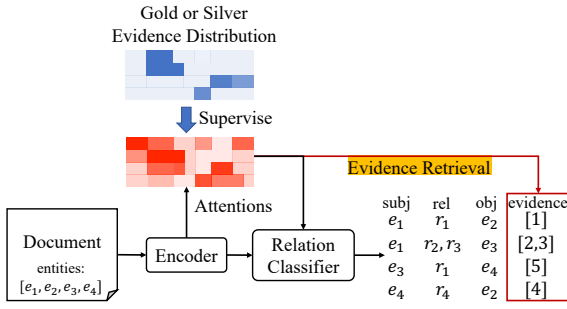 Gold or Silver
Evidence Distribution
Supervise
Evidence Retrieval
Attentions
subj rel obj evidence
e₁ r₁ e₂ [1]
e₁ r₂,r₃ e₃ [2,3]
e₃ r₁ e₄ [5]
e₄ r₄ e₂ [4]
Document
entities:
[e₁, e₂, e₃, e₄]
Encoder
Relation
Classifier